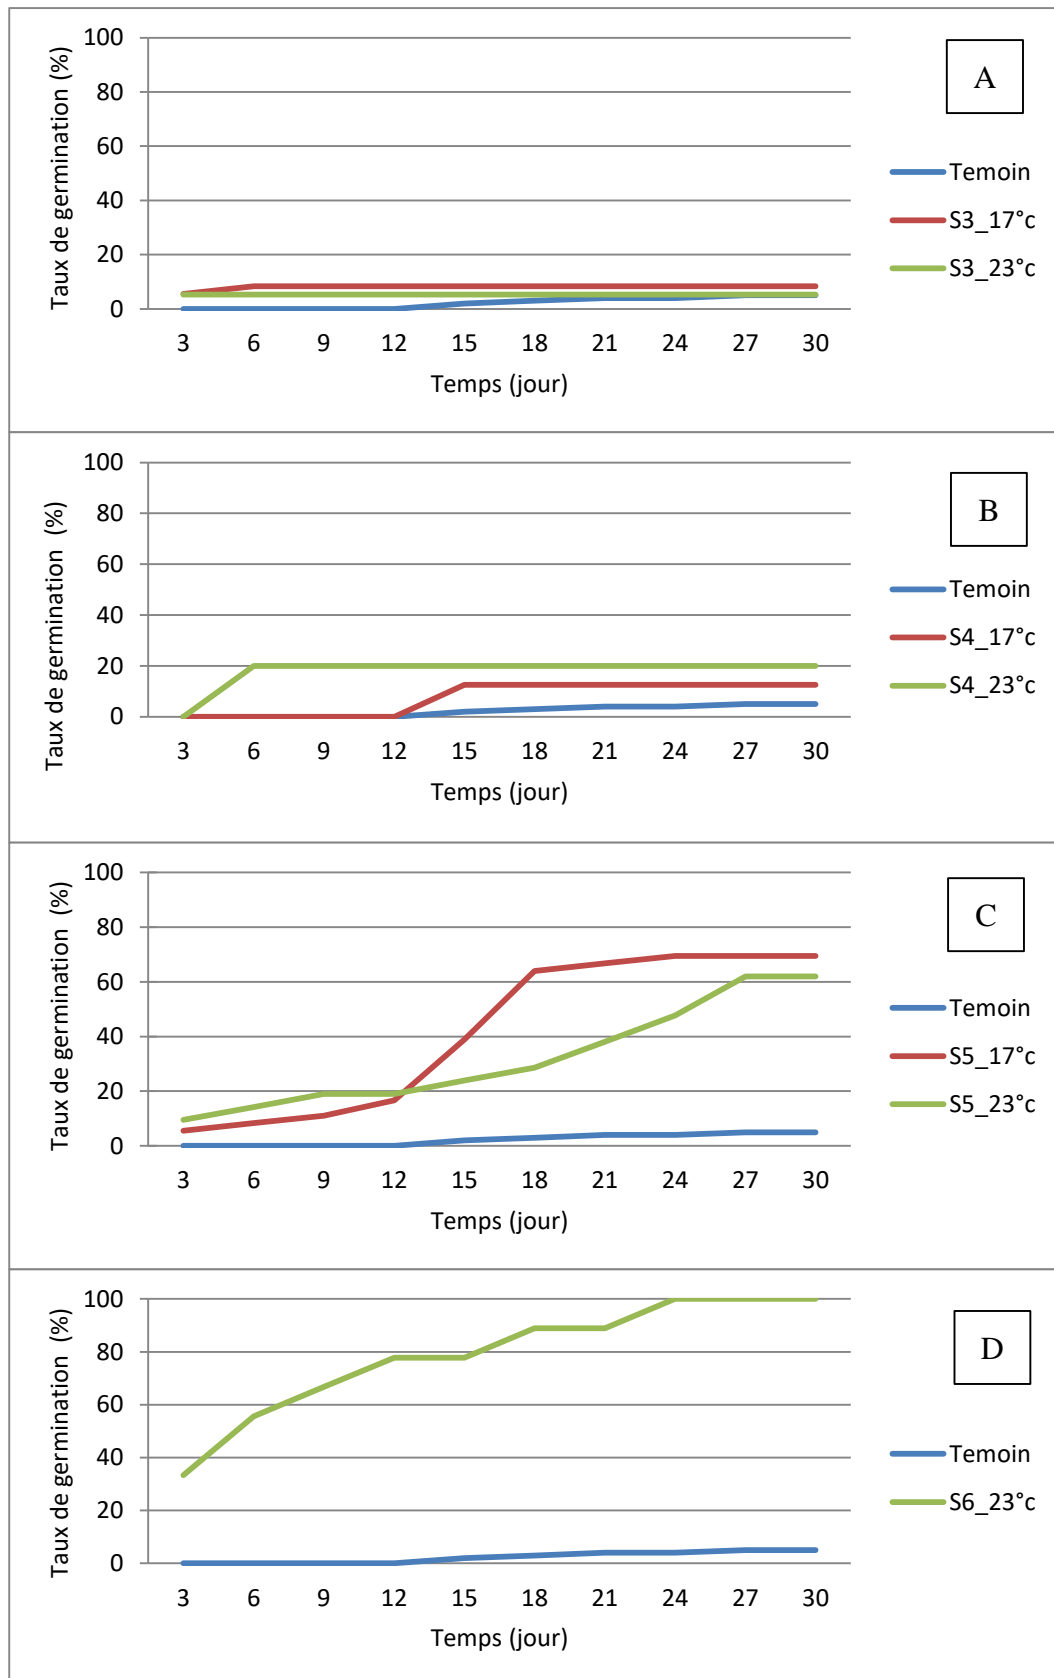 Taux de germination (%)
100
80
60
40
20
0
3 6 9 12 15 18 21 24 27 30
Temps (jour)
A
Temoin
S3_17°c
S3_23°c
Taux de germination (%)
100
80
60
40
20
0
3 6 9 12 15 18 21 24 27 30
Temps (jour)
B
Temoin
S4_17°c
S4_23°c
Taux de germination (%)
100
80
60
40
20
0
3 6 9 12 15 18 21 24 27 30
Temps (jour)
C
Temoin
S5_17°c
S5_23°c
Taux de germination (%)
100
80
60
40
20
0
3 6 9 12 15 18 21 24 27 30
Temps (jour)
D
Temoin
S6_23°c